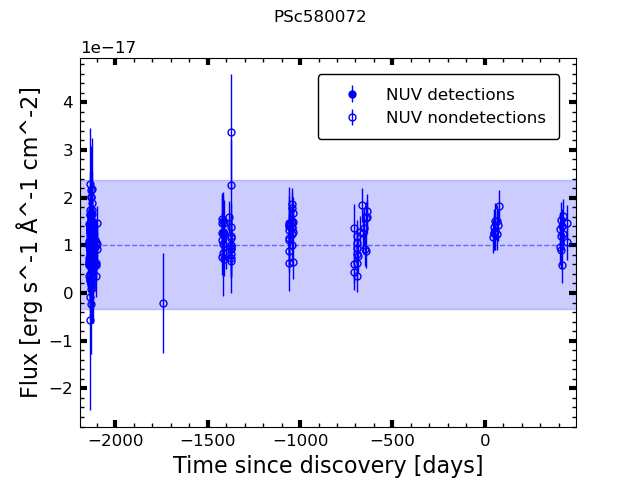 PSc580072
1e−17
NUV detections
NUV nondetections
4
3
2
1
0
−1
−2
Flux [erg s^-1 Å^-1 cm^-2]
−2000 −1500 −1000 −500 0
Time since discovery [days]